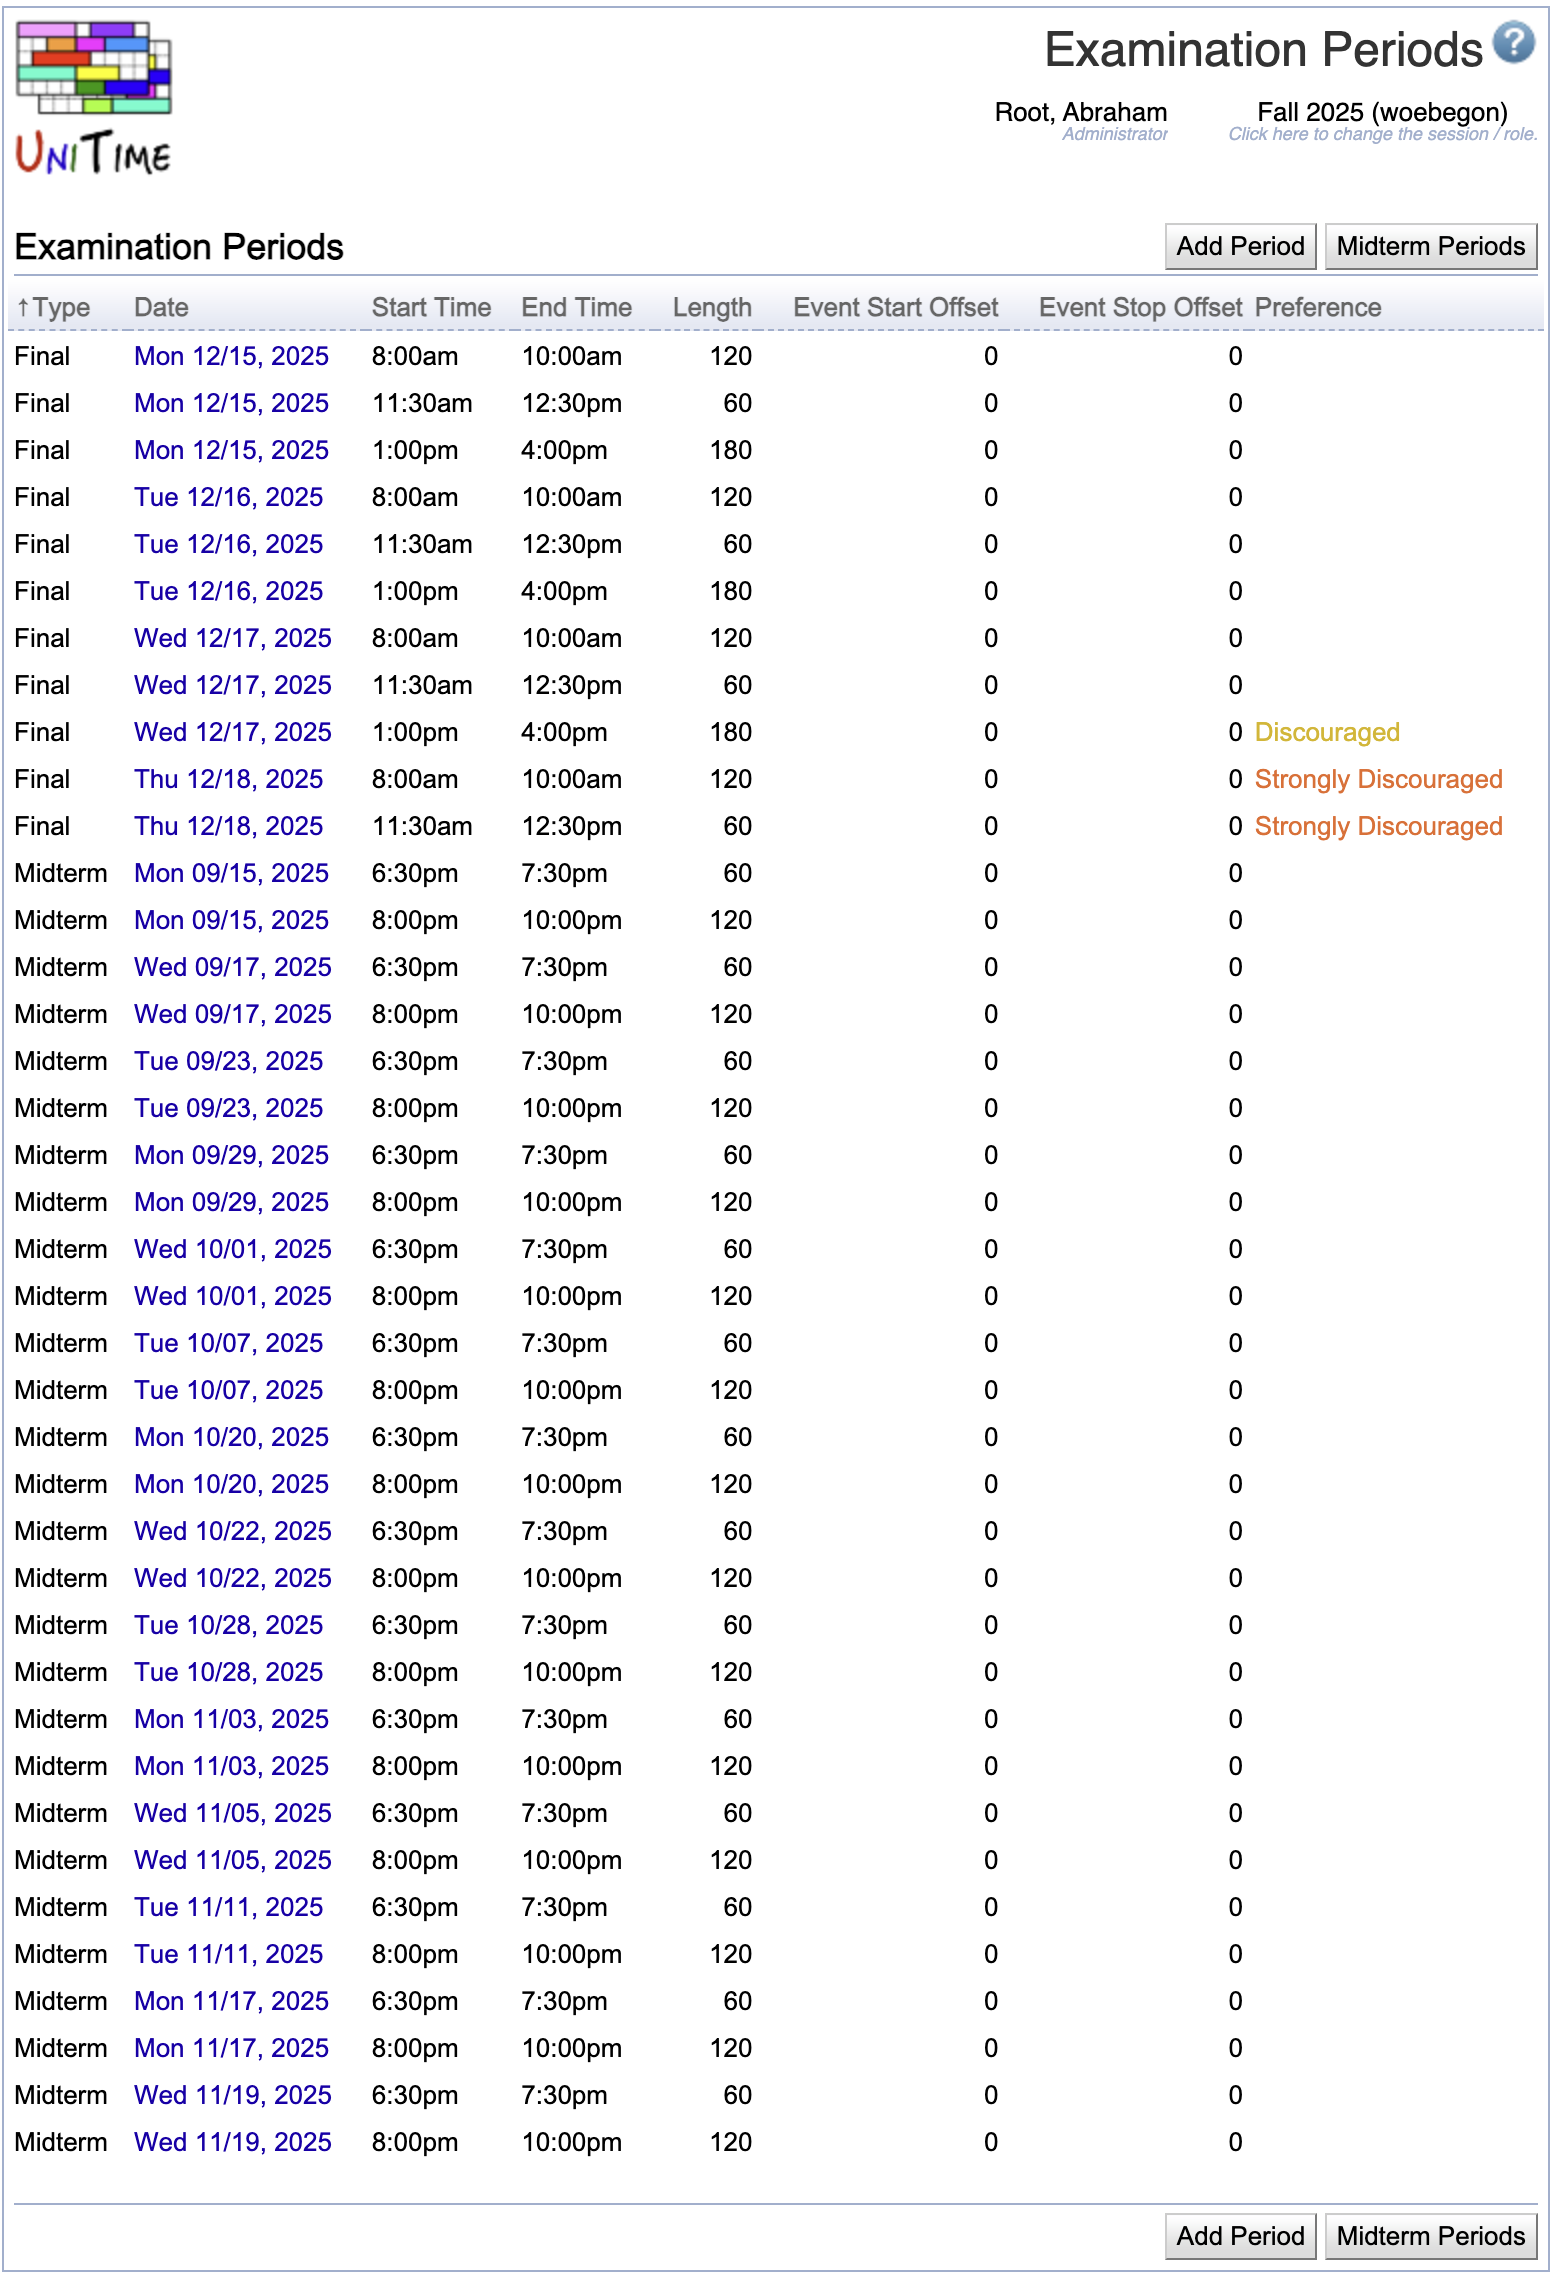 UNITIME
Examination Periods
Root, Abraham Fall 2025 (woebegon)
Administrator Click here to change the session / role.
Examination Periods Add Period Midterm Periods
↑Type Date Start Time End Time Length Event Start Offset Event Stop Offset Preference
Final Mon 12/15, 2025 8:00am 10:00am 120 0 0
Final Mon 12/15, 2025 11:30am 12:30pm 60 0 0
Final Mon 12/15, 2025 1:00pm 4:00pm 180 0 0
Final Tue 12/16, 2025 8:00am 10:00am 120 0 0
Final Tue 12/16, 2025 11:30am 12:30pm 60 0 0
Final Tue 12/16, 2025 1:00pm 4:00pm 180 0 0
Final Wed 12/17, 2025 8:00am 10:00am 120 0 0
Final Wed 12/17, 2025 11:30am 12:30pm 60 0 0
Final Wed 12/17, 2025 1:00pm 4:00pm 180 0 0 Discouraged
Final Thu 12/18, 2025 8:00am 10:00am 120 0 0 Strongly Discouraged
Final Thu 12/18, 2025 11:30am 12:30pm 60 0 0 Strongly Discouraged
Midterm Mon 09/15, 2025 6:30pm 7:30pm 60 0 0
Midterm Mon 09/15, 2025 8:00pm 10:00pm 120 0 0
Midterm Wed 09/17, 2025 6:30pm 7:30pm 60 0 0
Midterm Wed 09/17, 2025 8:00pm 10:00pm 120 0 0
Midterm Tue 09/23, 2025 6:30pm 7:30pm 60 0 0
Midterm Tue 09/23, 2025 8:00pm 10:00pm 120 0 0
Midterm Mon 09/29, 2025 6:30pm 7:30pm 60 0 0
Midterm Mon 09/29, 2025 8:00pm 10:00pm 120 0 0
Midterm Wed 10/01, 2025 6:30pm 7:30pm 60 0 0
Midterm Wed 10/01, 2025 8:00pm 10:00pm 120 0 0
Midterm Tue 10/07, 2025 6:30pm 7:30pm 60 0 0
Midterm Tue 10/07, 2025 8:00pm 10:00pm 120 0 0
Midterm Mon 10/20, 2025 6:30pm 7:30pm 60 0 0
Midterm Mon 10/20, 2025 8:00pm 10:00pm 120 0 0
Midterm Wed 10/22, 2025 6:30pm 7:30pm 60 0 0
Midterm Wed 10/22, 2025 8:00pm 10:00pm 120 0 0
Midterm Tue 10/28, 2025 6:30pm 7:30pm 60 0 0
Midterm Tue 10/28, 2025 8:00pm 10:00pm 120 0 0
Midterm Mon 11/03, 2025 6:30pm 7:30pm 60 0 0
Midterm Mon 11/03, 2025 8:00pm 10:00pm 120 0 0
Midterm Wed 11/05, 2025 6:30pm 7:30pm 60 0 0
Midterm Wed 11/05, 2025 8:00pm 10:00pm 120 0 0
Midterm Tue 11/11, 2025 6:30pm 7:30pm 60 0 0
Midterm Tue 11/11, 2025 8:00pm 10:00pm 120 0 0
Midterm Mon 11/17, 2025 6:30pm 7:30pm 60 0 0
Midterm Mon 11/17, 2025 8:00pm 10:00pm 120 0 0
Midterm Wed 11/19, 2025 6:30pm 7:30pm 60 0 0
Midterm Wed 11/19, 2025 8:00pm 10:00pm 120 0 0
Add Period Midterm Periods